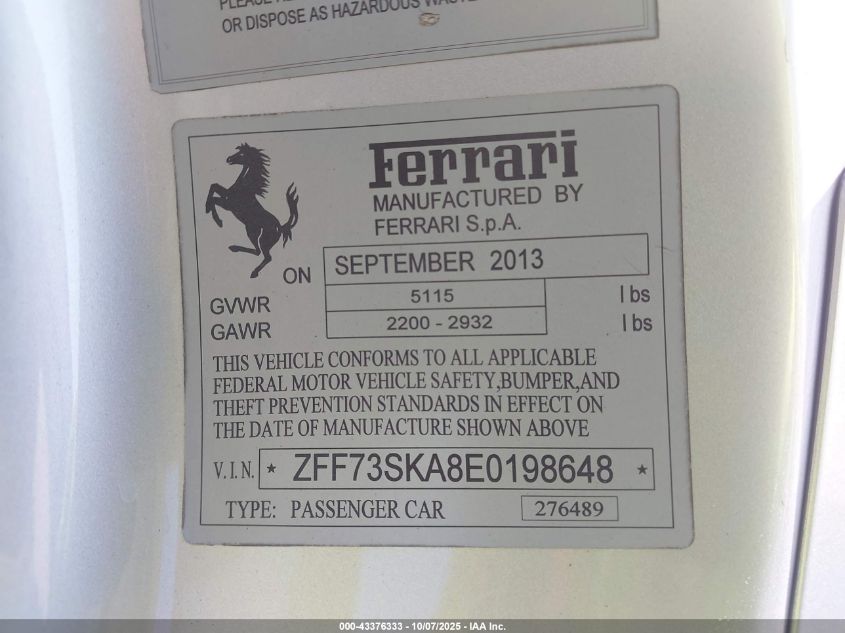 OR DISPOSE AS HAZARDOUS WASTE
Ferrari
MANUFACTURED BY
FERRARI S.p.A.
ON SEPTEMBER 2013
GVWR 5115 lbs
GAWR 2200 - 2932 lbs
THIS VEHICLE CONFORMS TO ALL APPLICABLE
FEDERAL MOTOR VEHICLE SAFETY,BUMPER,AND
THEFT PREVENTION STANDARDS IN EFFECT ON
THE DATE OF MANUFACTURE SHOWN ABOVE
V.I.N. * ZFF73SKA8E0198648 *
TYPE: PASSENGER CAR 276489
000-43376333 - 10/07/2025 - IAA Inc.